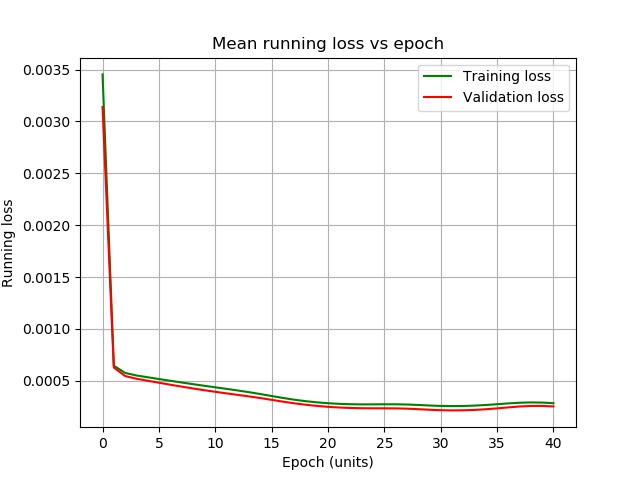 Mean running loss vs epoch
Training loss
Validation loss
0.0035
0.0030
0.0025
0.0020
0.0015
0.0010
0.0005
Running loss
0 5 10 15 20 25 30 35 40
Epoch (units)